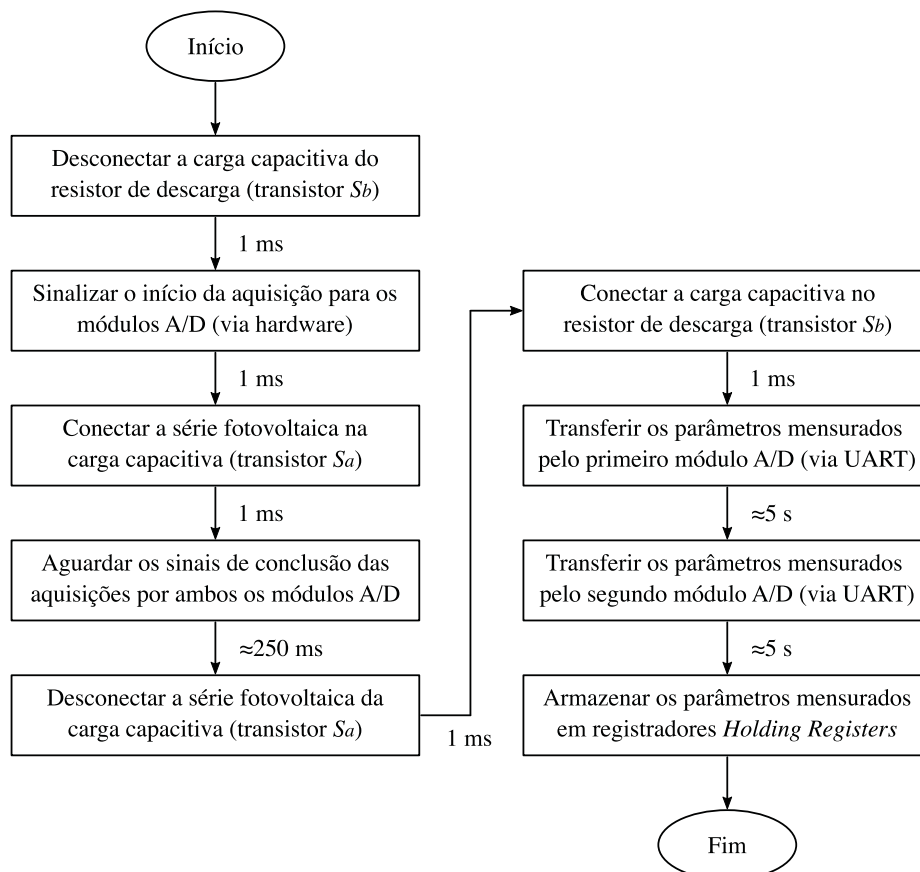 Início
Desconectar a carga capacitiva do
resistor de descarga (transistor Sb)
1 ms
Sinalizar o início da aquisição para os
módulos A/D (via hardware)
1 ms
Conectar a série fotovoltaica na
carga capacitiva (transistor Sa)
1 ms
Aguardar os sinais de conclusão das
aquisições por ambos os módulos A/D
≈250 ms
Desconectar a série fotovoltaica da
carga capacitiva (transistor Sa)
1 ms
Conectar a carga capacitiva no
resistor de descarga (transistor Sb)
1 ms
Transferir os parâmetros mensurados
pelo primeiro módulo A/D (via UART)
≈5 s
Transferir os parâmetros mensurados
pelo segundo módulo A/D (via UART)
≈5 s
Armazenar os parâmetros mensurados
em registradores Holding Registers
Fim